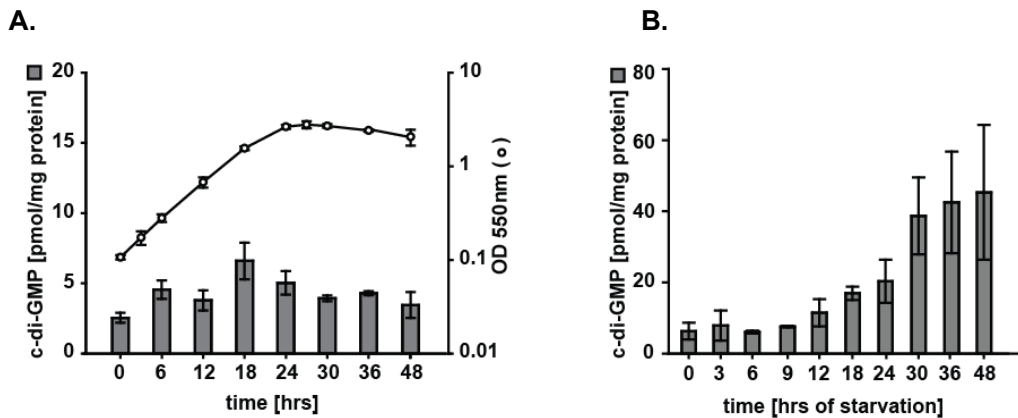 A.
c-di-GMP [pmol/mg protein]
20
15
10
5
0
10
1
0.1
0.01
OD 550nm (o)
0 6 12 18 24 30 36 48
time [hrs]
B.
c-di-GMP [pmol/mg protein]
80
60
40
20
0
0 3 6 9 12 18 24 30 36 48
time [hrs of starvation]